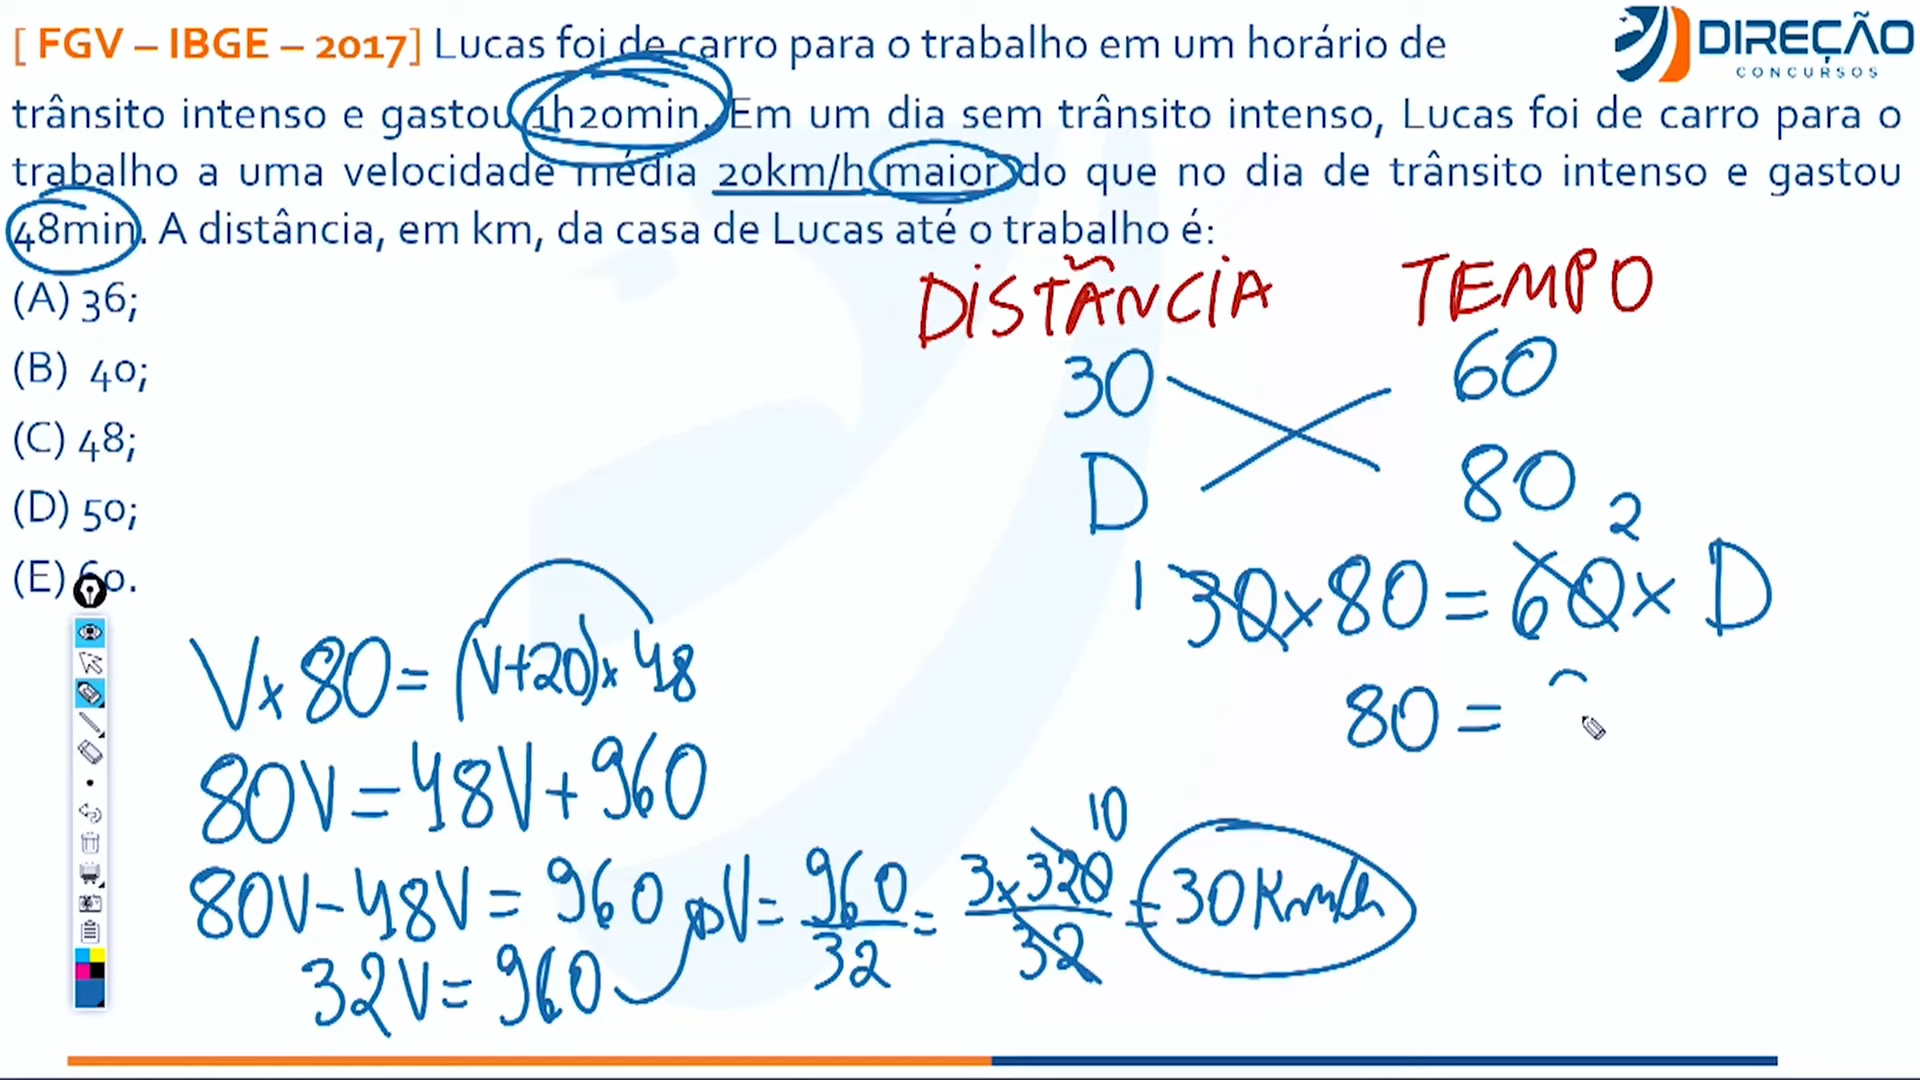 [ FGV – IBGE – 2017] Lucas foi de carro para o trabalho em um horário de
trânsito intenso e gastou 1h20min. Em um dia sem trânsito intenso, Lucas foi de carro para o
trabalho a uma velocidade média 20km/h maior do que no dia de trânsito intenso e gastou
48min. A distância, em km, da casa de Lucas até o trabalho é:
(A) 36;
(B) 40;
(C) 48;
(D) 50;
(E) 60.
DIREÇÃO
CONCURSOS
DISTÂNCIA TEMPO
30 60
D 80
2
1 30 x 80 = 60 x D
80 =
V x 80 = (V+20) x 48
80V = 48V + 960
80V - 48V = 960
32V = 960
V = 960/32 = 3 x 320/32 = 30 Km/h
10